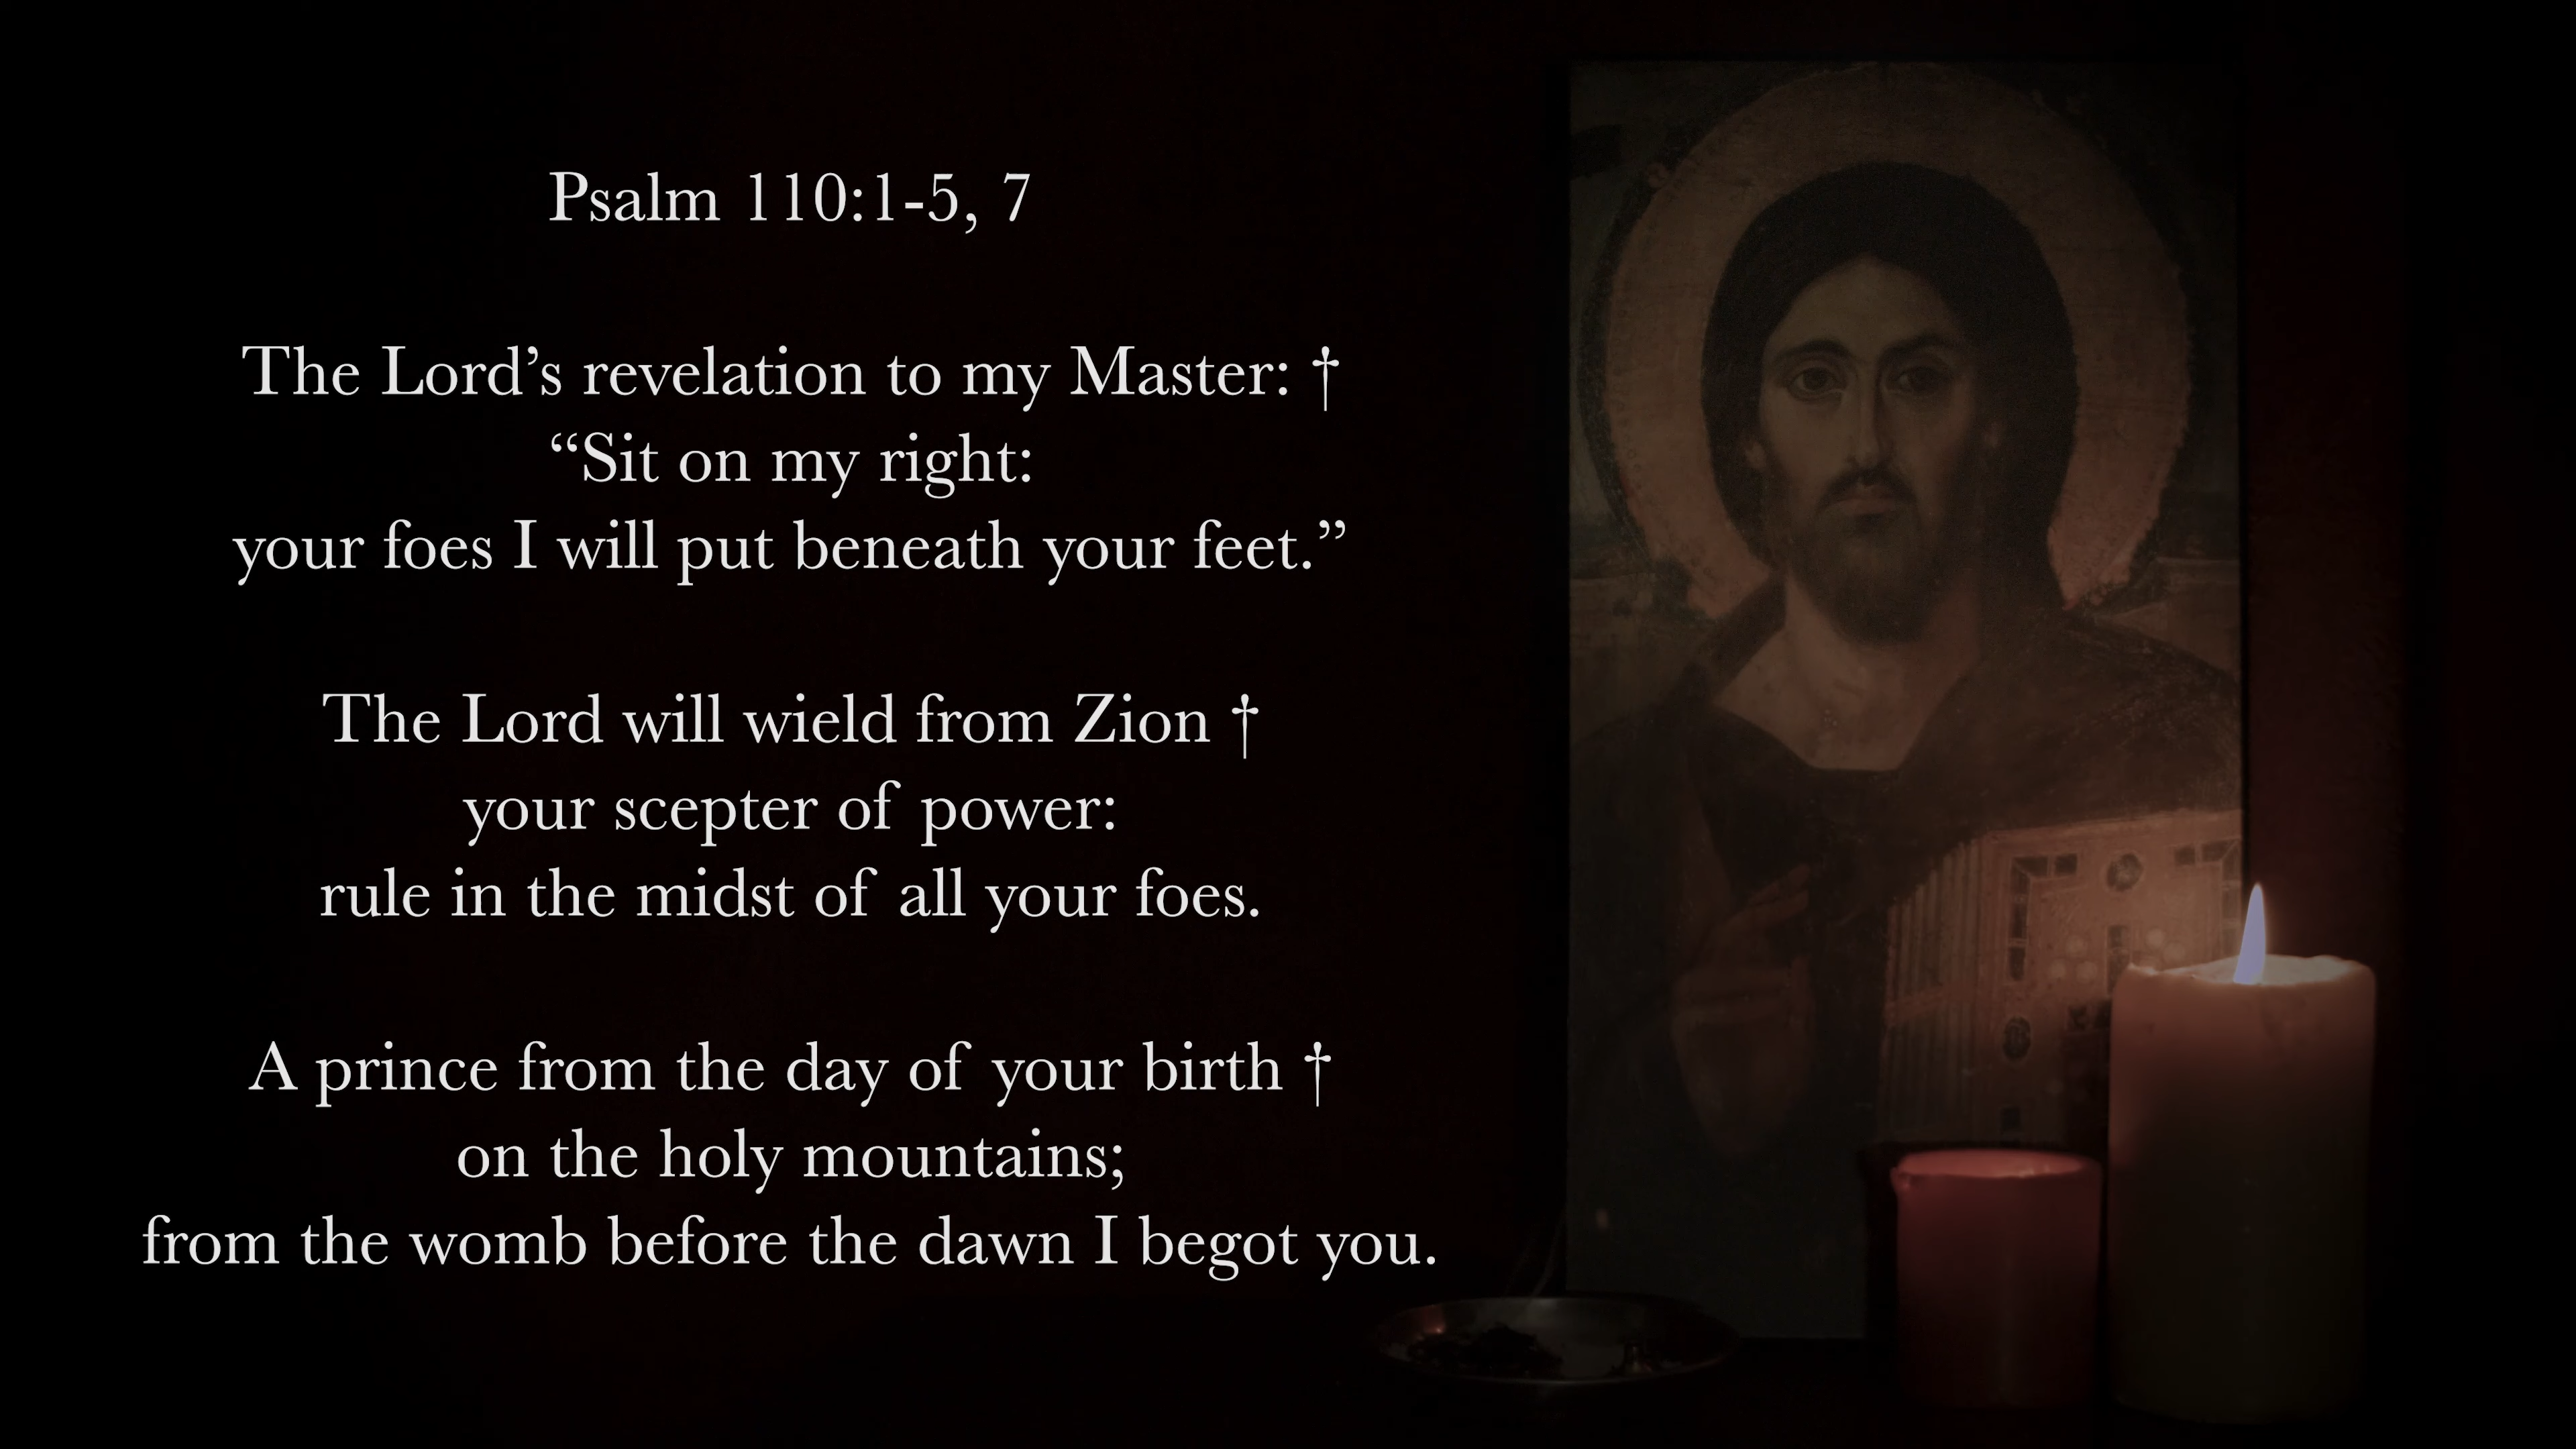 Psalm 110:1-5, 7
The Lord’s revelation to my Master: †
“Sit on my right:
your foes I will put beneath your feet.”
The Lord will wield from Zion †
your scepter of power:
rule in the midst of all your foes.
A prince from the day of your birth †
on the holy mountains;
from the womb before the dawn I begot you.